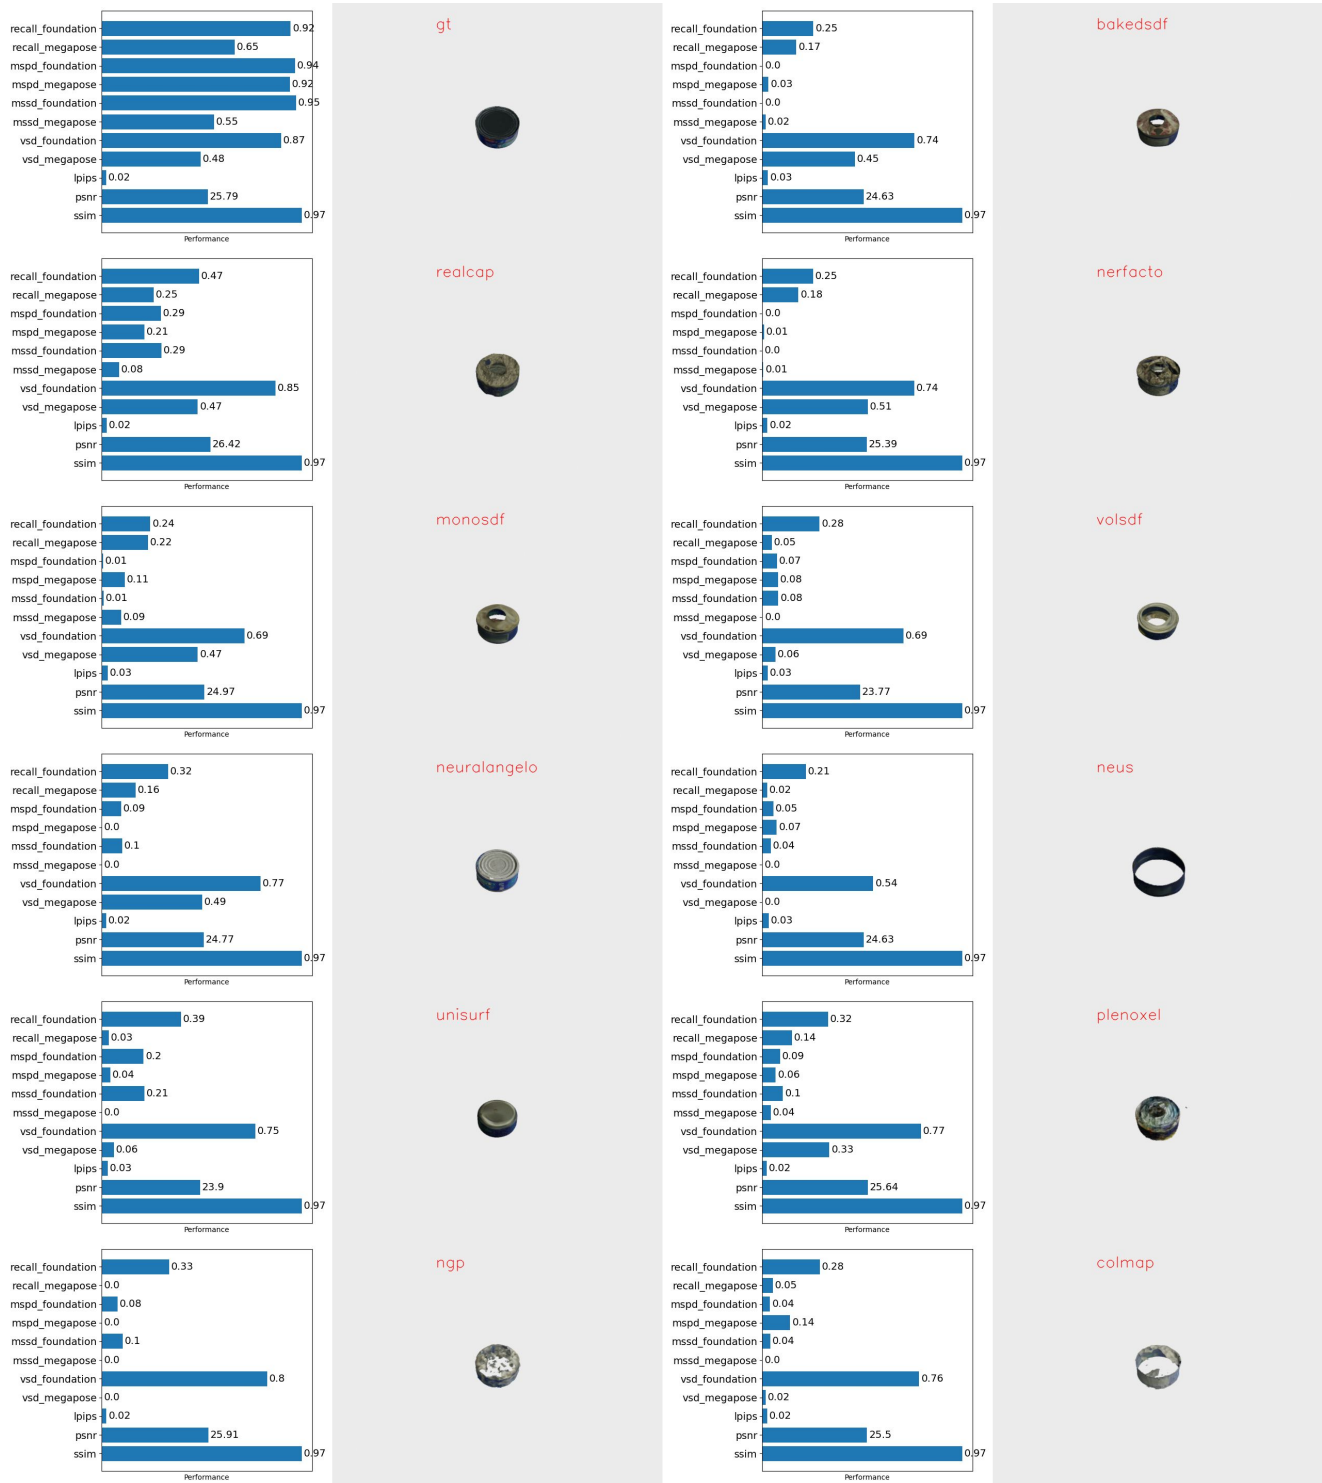 gt
recall_foundation 0.92
recall_megapose 0.65
mspd_foundation 0.94
mspd_megapose 0.92
mssd_foundation 0.95
mssd_megapose 0.55
vsd_foundation 0.87
vsd_megapose 0.48
lpips 0.02
psnr 25.79
ssim 0.97
Performance
bakedsdf
recall_foundation 0.25
recall_megapose 0.17
mspd_foundation 0.0
mspd_megapose 0.03
mssd_foundation 0.0
mssd_megapose 0.02
vsd_foundation 0.74
vsd_megapose 0.45
lpips 0.03
psnr 24.63
ssim 0.97
Performance
realcap
recall_foundation 0.47
recall_megapose 0.25
mspd_foundation 0.29
mspd_megapose 0.21
mssd_foundation 0.29
mssd_megapose 0.08
vsd_foundation 0.85
vsd_megapose 0.47
lpips 0.02
psnr 26.42
ssim 0.97
Performance
nerfacto
recall_foundation 0.25
recall_megapose 0.18
mspd_foundation 0.0
mspd_megapose 0.01
mssd_foundation 0.0
mssd_megapose 0.01
vsd_foundation 0.74
vsd_megapose 0.51
lpips 0.02
psnr 25.39
ssim 0.97
Performance
monosdf
recall_foundation 0.24
recall_megapose 0.22
mspd_foundation 0.01
mspd_megapose 0.11
mssd_foundation 0.01
mssd_megapose 0.09
vsd_foundation 0.69
vsd_megapose 0.47
lpips 0.03
psnr 24.97
ssim 0.97
Performance
volsdf
recall_foundation 0.28
recall_megapose 0.05
mspd_foundation 0.07
mspd_megapose 0.08
mssd_foundation 0.08
mssd_megapose 0.0
vsd_foundation 0.69
vsd_megapose 0.06
lpips 0.03
psnr 23.77
ssim 0.97
Performance
neuralangelo
recall_foundation 0.32
recall_megapose 0.16
mspd_foundation 0.09
mspd_megapose 0.0
mssd_foundation 0.1
mssd_megapose 0.0
vsd_foundation 0.77
vsd_megapose 0.49
lpips 0.02
psnr 24.77
ssim 0.97
Performance
neus
recall_foundation 0.21
recall_megapose 0.02
mspd_foundation 0.05
mspd_megapose 0.07
mssd_foundation 0.04
mssd_megapose 0.0
vsd_foundation 0.54
vsd_megapose 0.0
lpips 0.03
psnr 24.63
ssim 0.97
Performance
unisurf
recall_foundation 0.39
recall_megapose 0.03
mspd_foundation 0.2
mspd_megapose 0.04
mssd_foundation 0.21
mssd_megapose 0.0
vsd_foundation 0.75
vsd_megapose 0.06
lpips 0.03
psnr 23.9
ssim 0.97
Performance
plenoxel
recall_foundation 0.32
recall_megapose 0.14
mspd_foundation 0.09
mspd_megapose 0.06
mssd_foundation 0.1
mssd_megapose 0.04
vsd_foundation 0.77
vsd_megapose 0.33
lpips 0.02
psnr 25.64
ssim 0.97
Performance
ngp
recall_foundation 0.33
recall_megapose 0.0
mspd_foundation 0.08
mspd_megapose 0.0
mssd_foundation 0.1
mssd_megapose 0.0
vsd_foundation 0.8
vsd_megapose 0.0
lpips 0.02
psnr 25.91
ssim 0.97
Performance
colmap
recall_foundation 0.28
recall_megapose 0.05
mspd_foundation 0.04
mspd_megapose 0.14
mssd_foundation 0.04
mssd_megapose 0.0
vsd_foundation 0.76
vsd_megapose 0.02
lpips 0.02
psnr 25.5
ssim 0.97
Performance